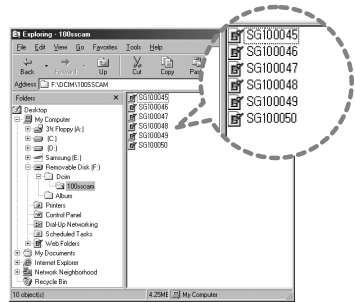 Exploring - 100sscam
File Edit View Go Favorites Tools Help
Back Forward Up Cut Copy
Address F:\DCIM\100SSCAM
Folders ×
Desktop
My Computer
3½ Floppy (A:)
(C:)
(D:)
Samsung (E:)
Removable Disk (F:)
Dcim
100sscam
Album
Printers
Control Panel
Dial-Up Networking
Scheduled Tasks
Web Folders
My Documents
Internet Explorer
Network Neighborhood
Recycle Bin
SG100045
SG100046
SG100047
SG100048
SG100049
SG100050
SG100045
SG100046
SG100047
SG100048
SG100049
SG100050
10 object(s) 4.25MB My Computer